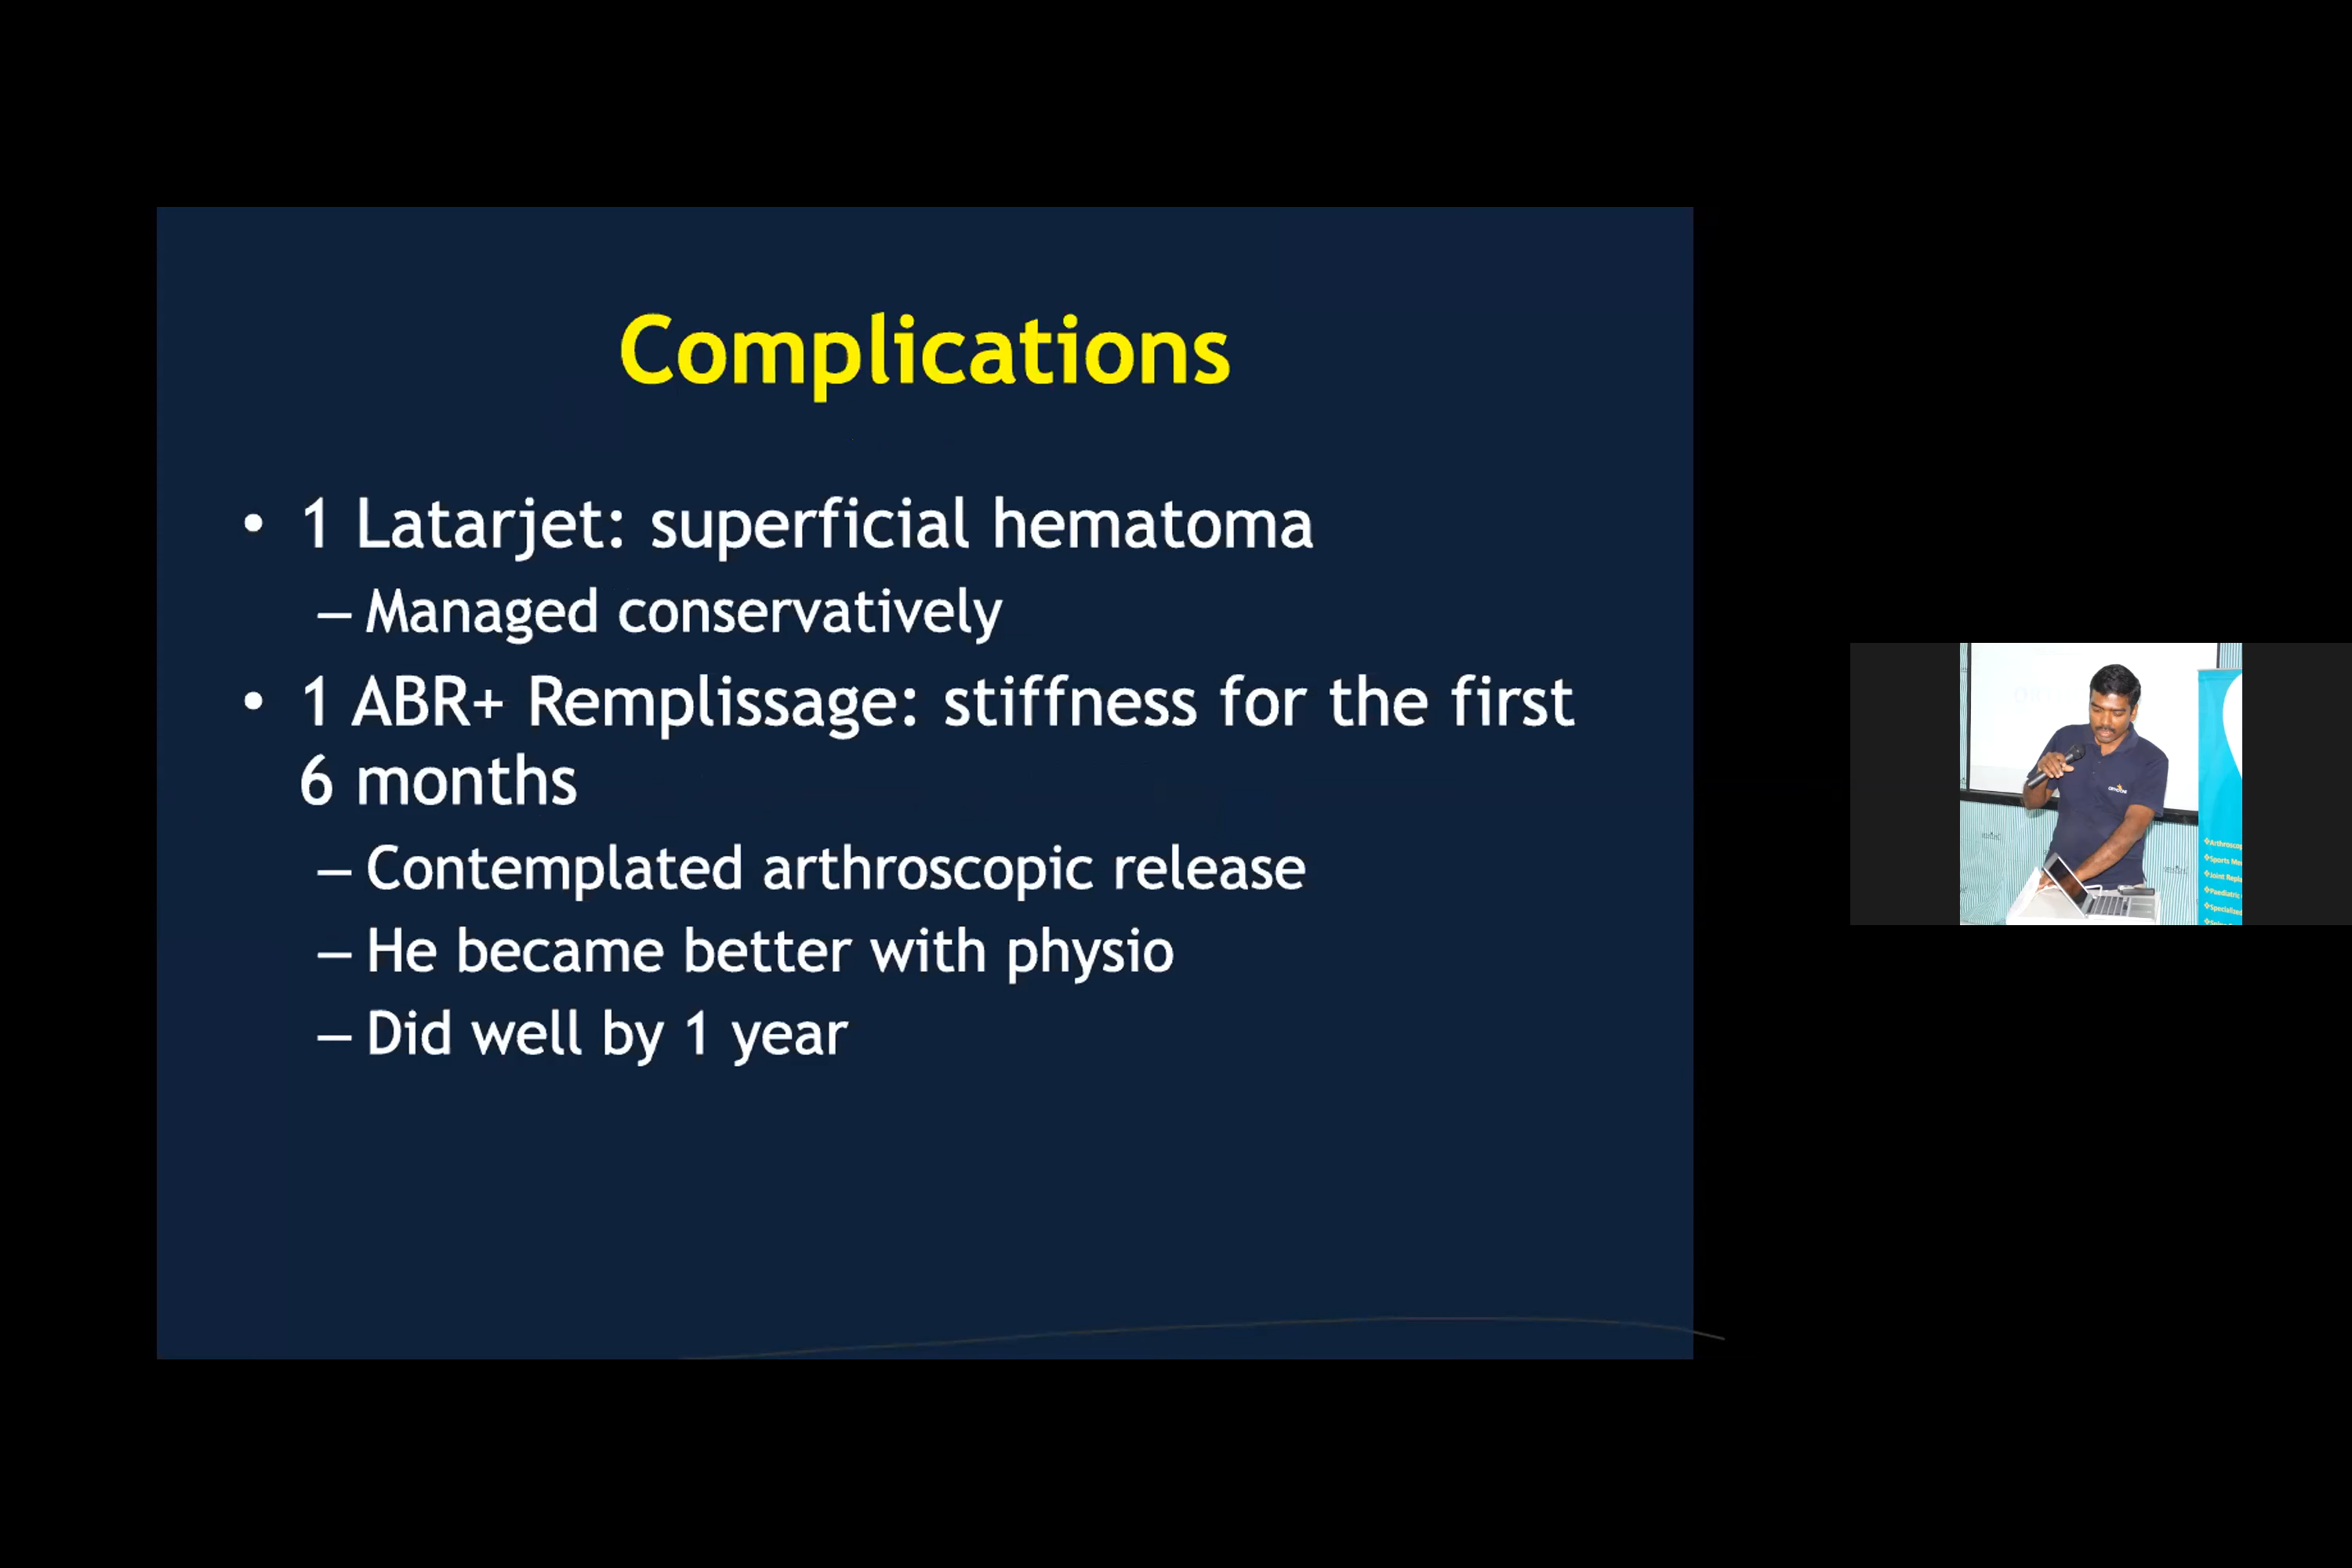 Complications
• 1 Latarjet: superficial hematoma
– Managed conservatively
• 1 ABR+ Remplissage: stiffness for the first
6 months
– Contemplated arthroscopic release
– He became better with physio
– Did well by 1 year